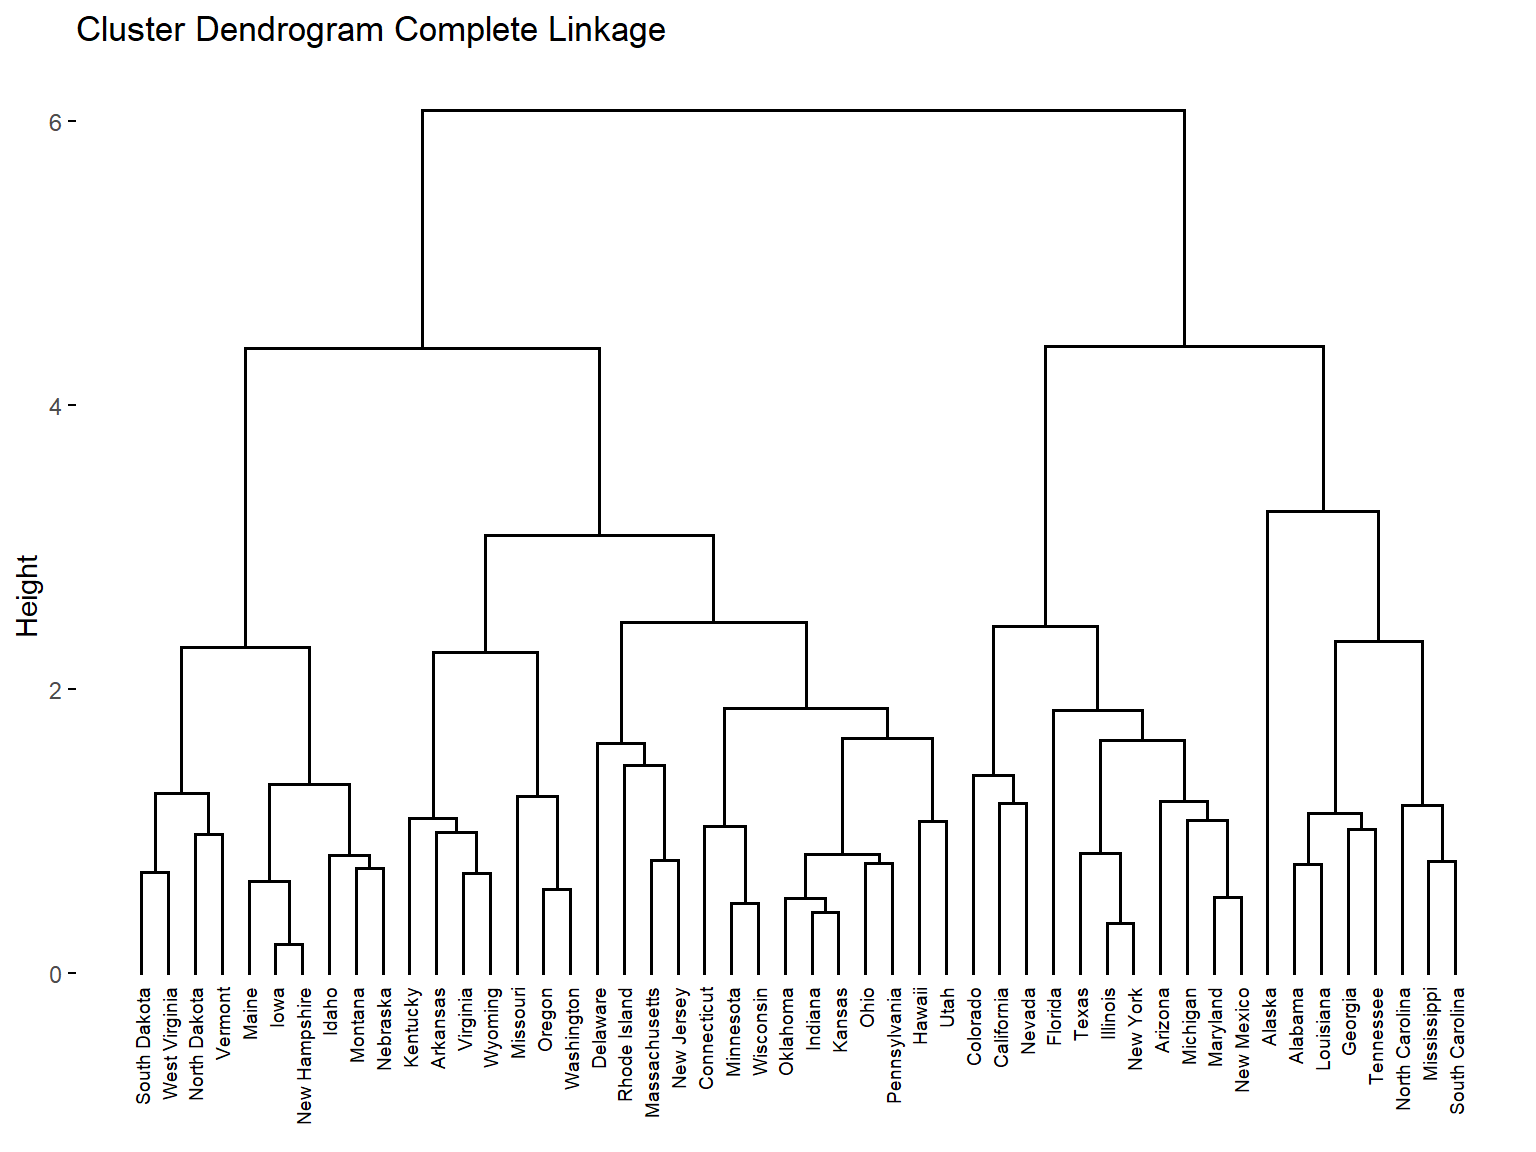 Cluster Dendrogram Complete Linkage
6
4
2
0
Height
South Dakota
West Virginia
North Dakota
Vermont
Maine
Iowa
New Hampshire
Idaho
Montana
Nebraska
Kentucky
Arkansas
Virginia
Wyoming
Missouri
Oregon
Washington
Delaware
Rhode Island
Massachusetts
New Jersey
Connecticut
Minnesota
Wisconsin
Oklahoma
Indiana
Kansas
Ohio
Pennsylvania
Hawaii
Utah
Colorado
California
Nevada
Florida
Texas
Illinois
New York
Arizona
Michigan
Maryland
New Mexico
Alaska
Alabama
Louisiana
Georgia
Tennessee
North Carolina
Mississippi
South Carolina